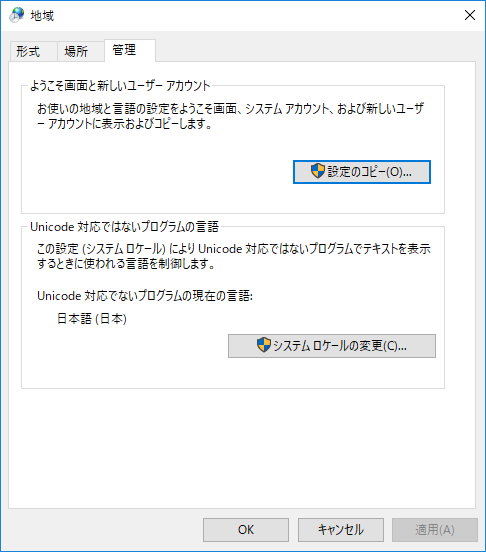 地域
形式 場所 管理
ようこそ画面と新しいユーザー アカウント
お使いの地域と言語の設定をようこそ画面、システム アカウント、および新しいユーザ
ー アカウントに表示およびコピーします。
設定のコピー(O)...
Unicode 対応ではないプログラムの言語
この設定 (システム ロケール) により Unicode 対応ではないプログラムでテキストを表示
するときに使われる言語を制御します。
Unicode 対応でないプログラムの現在の言語:
日本語 (日本)
システム ロケールの変更(C)...
OK キャンセル 適用(A)